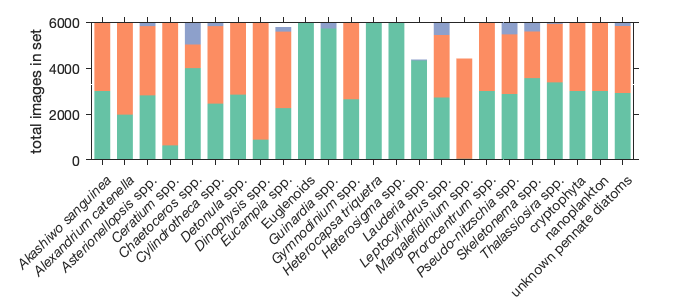 total images in set
6000
4000
2000
0
Akashiwo sanguinea
Alexandrium catenella
Asterionellopsis spp.
Ceratium spp.
Chaetoceros spp.
Cylindrotheca spp.
Detonula spp.
Dinophysis spp.
Eucampia spp.
Euglenoids
Guinardia spp.
Gymnodinium spp.
Heterocapsa triquetra
Heterosigma spp.
Lauderia spp.
Leptocylindrus spp.
Margalefidinium spp.
Prorocentrum spp.
Pseudo-nitzschia spp.
Skeletonema spp.
Thalassiosira spp.
cryptophyta
nanoplankton
unknown pennate diatoms